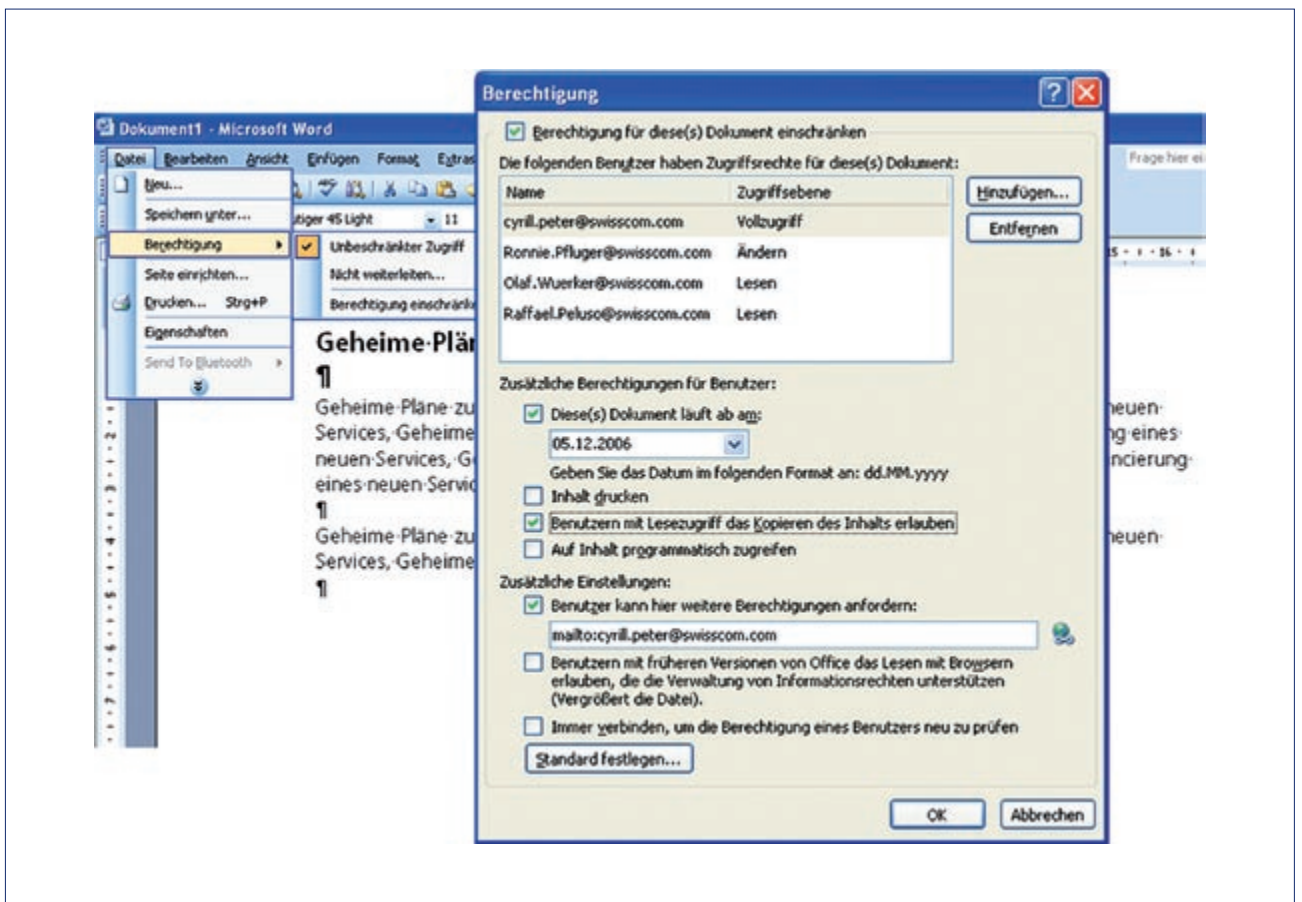 Dokument1 - Microsoft Word
Datei Bearbeiten Ansicht Einfügen Format Extras
Frage hier ei
Neu...
Speichern unter...
Berechtigung
Seite einrichten...
Drucken... Strg+P
Eigenschaften
Send To Bluetooth
45 Light 11
Unbeschränkter Zugriff
Nicht weiterleiten...
Berechtigung einschränke
15 16
Geheime Plän
¶
Geheime Pläne zu
Services, Geheime
neuen Services, G
eines neuen Servic
¶
Geheime Pläne zu
Services, Geheime
¶
neuen
ng eines
ncierung
neuen
Berechtigung
Berechtigung für diese(s) Dokument einschränken
Die folgenden Benutzer haben Zugriffsrechte für diese(s) Dokument:
Name Zugriffsebene
cyrill.peter@swisscom.com Vollzugriff
Ronnie.Pfluger@swisscom.com Ändern
Olaf.Wuerker@swisscom.com Lesen
Raffael.Peluso@swisscom.com Lesen
Hinzufügen...
Entfernen
Zusätzliche Berechtigungen für Benutzer:
Diese(s) Dokument läuft ab am:
05.12.2006
Geben Sie das Datum im folgenden Format an: dd.MM.yyyy
Inhalt drucken
Benutzern mit Lesezugriff das Kopieren des Inhalts erlauben
Auf Inhalt programmatisch zugreifen
Zusätzliche Einstellungen:
Benutzer kann hier weitere Berechtigungen anfordern:
mailto:cyrill.peter@swisscom.com
Benutzern mit früheren Versionen von Office das Lesen mit Browsern
erlauben, die die Verwaltung von Informationsrechten unterstützen
(Vergrößert die Datei).
Immer verbinden, um die Berechtigung eines Benutzers neu zu prüfen
Standard festlegen...
OK Abbrechen